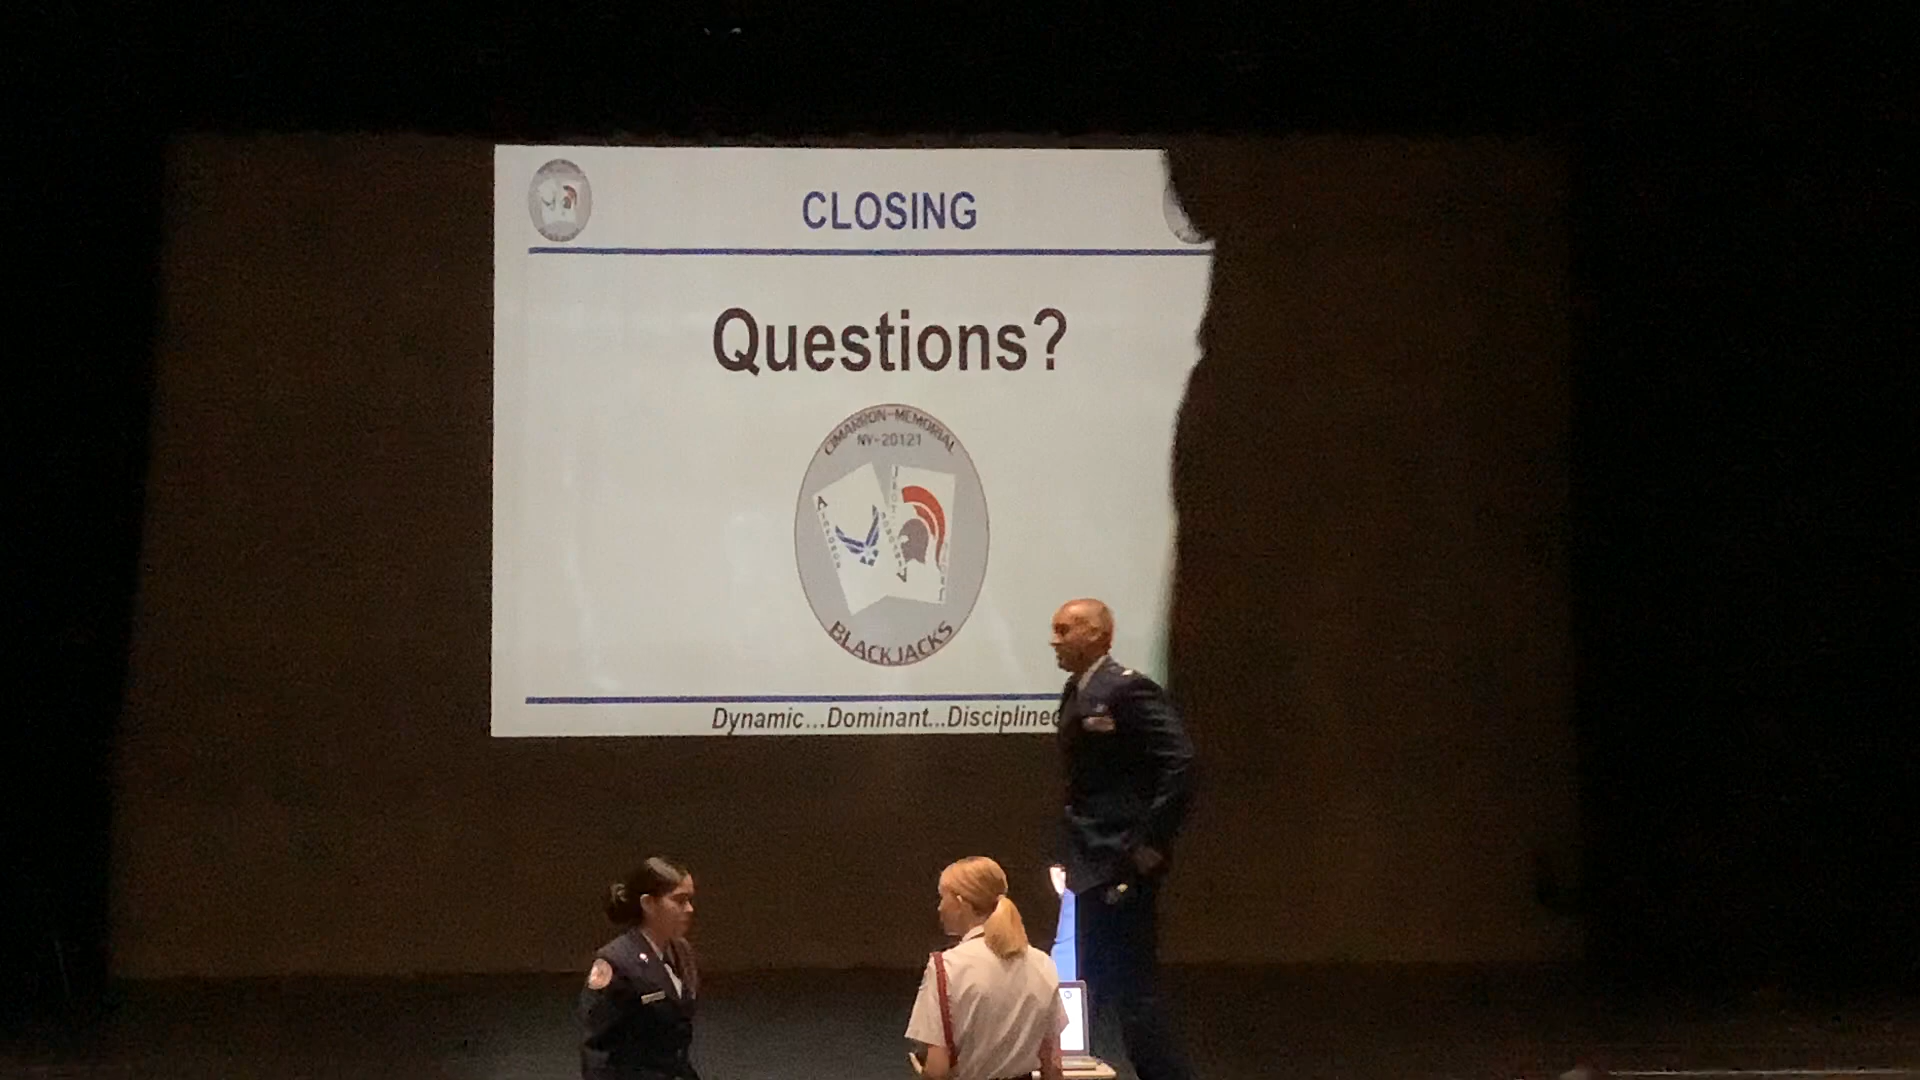 CLOSING
Questions?
CIMARRON-MEMORIAL
NV-20121
BLACKJACKS
Dynamic...Dominant...Disciplined